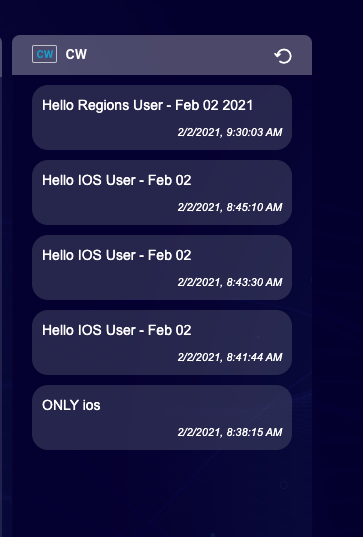 CW CW
Hello Regions User - Feb 02 2021
2/2/2021, 9:30:03 AM
Hello IOS User - Feb 02
2/2/2021, 8:45:10 AM
Hello IOS User - Feb 02
2/2/2021, 8:43:30 AM
Hello IOS User - Feb 02
2/2/2021, 8:41:44 AM
ONLY ios
2/2/2021, 8:38:15 AM